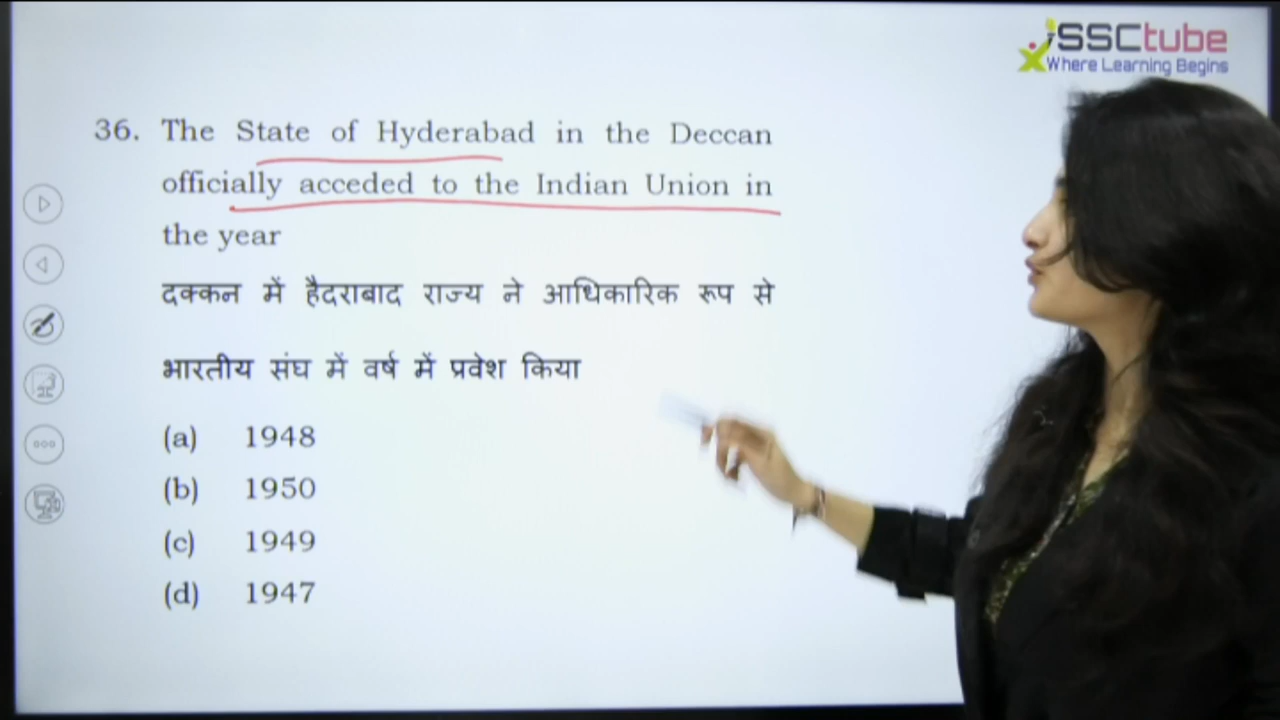 SSCtube
Where Learning Begins
36. The State of Hyderabad in the Deccan
officially acceded to the Indian Union in
the year
दक्कन में हैदराबाद राज्य ने आधिकारिक रूप से
भारतीय संघ में वर्ष में प्रवेश किया
(a) 1948
(b) 1950
(c) 1949
(d) 1947